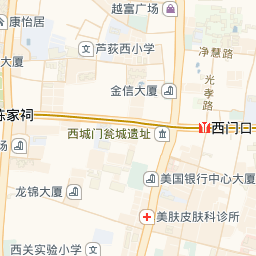 越富广场
康怡居
芦荻西小学
净慧路
大厦
金信大厦
光孝路
陈家祠
西门口
西城门瓮城遗址
场
美国银行中心大厦
龙锦大厦
美肤皮肤科诊所
西关实验小学